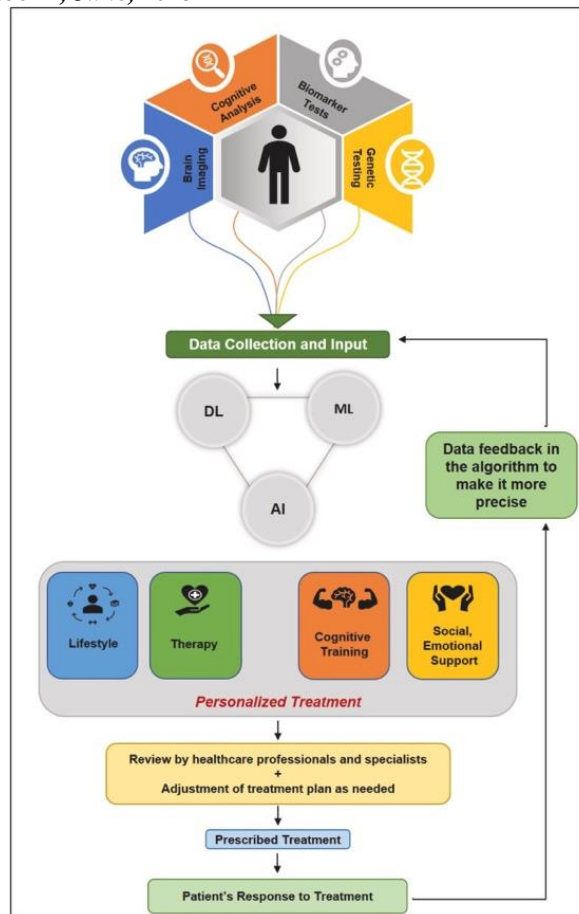 Brain
Imaging
Cognitive
Analysis
Biomarker
Tests
Genetic
Testing
Data Collection and Input
DL
ML
AI
Data feedback in
the algorithm to
make it more
precise
Lifestyle
Therapy
Cognitive
Training
Social,
Emotional
Support
Personalized Treatment
Review by healthcare professionals and specialists
+
Adjustment of treatment plan as needed
Prescribed Treatment
Patient's Response to Treatment